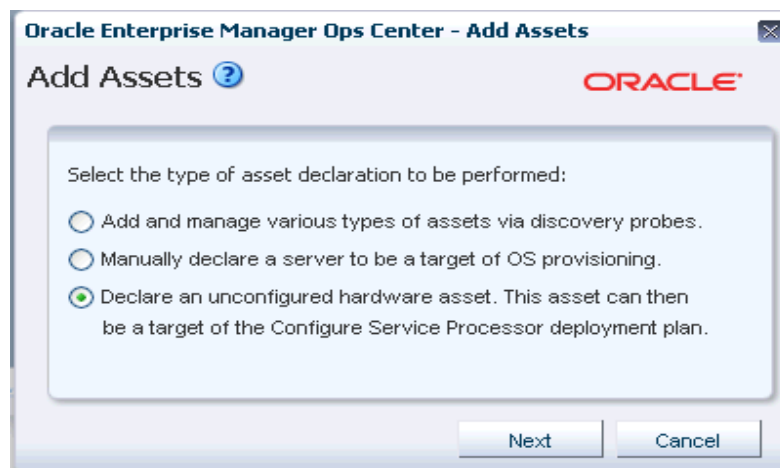 Oracle Enterprise Manager Ops Center - Add Assets
Add Assets ?
ORACLE
Select the type of asset declaration to be performed:
Add and manage various types of assets via discovery probes.
Manually declare a server to be a target of OS provisioning.
Declare an unconfigured hardware asset. This asset can then
be a target of the Configure Service Processor deployment plan.
Next
Cancel